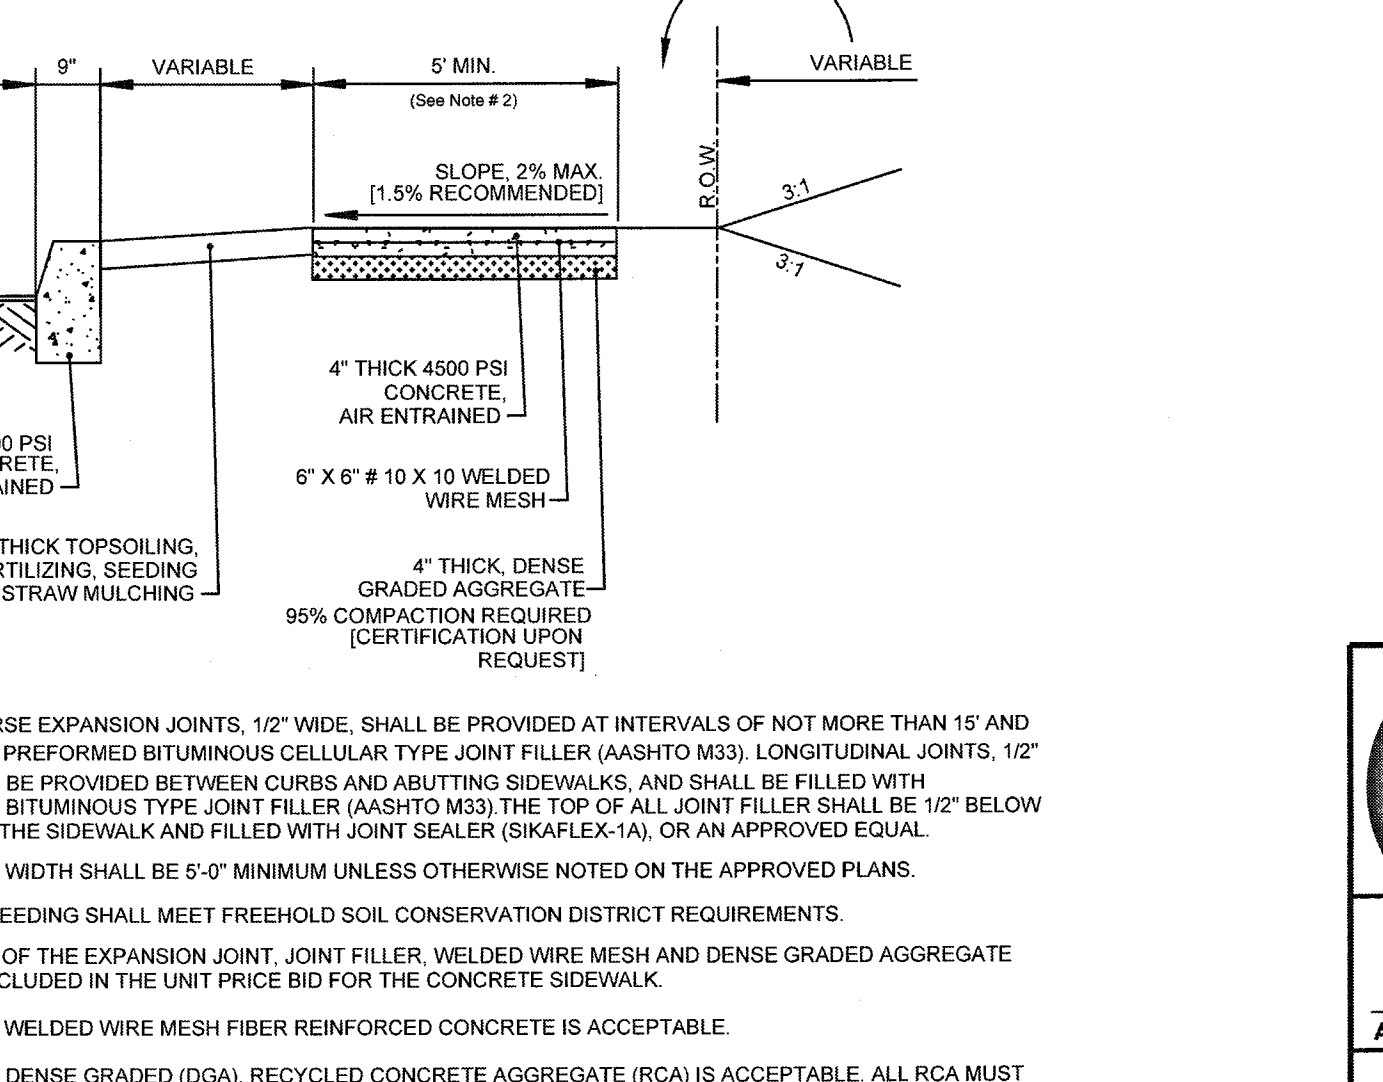 9" VARIABLE 5' MIN. VARIABLE
(See Note # 2)
SLOPE, 2% MAX.
[1.5% RECOMMENDED]
R.O.W.
3:1
3:1
4" THICK 4500 PSI
CONCRETE,
AIR ENTRAINED
0 PSI
RETE,
AINED
6" X 6" # 10 X 10 WELDED
WIRE MESH
THICK TOPSOILING,
RTILIZING, SEEDING
STRAW MULCHING
4" THICK, DENSE
GRADED AGGREGATE
95% COMPACTION REQUIRED
[CERTIFICATION UPON
REQUEST]
RSE EXPANSION JOINTS, 1/2" WIDE, SHALL BE PROVIDED AT INTERVALS OF NOT MORE THAN 15' AND
PREFORMED BITUMINOUS CELLULAR TYPE JOINT FILLER (AASHTO M33). LONGITUDINAL JOINTS, 1/2"
BE PROVIDED BETWEEN CURBS AND ABUTTING SIDEWALKS, AND SHALL BE FILLED WITH
BITUMINOUS TYPE JOINT FILLER (AASHTO M33).THE TOP OF ALL JOINT FILLER SHALL BE 1/2" BELOW
THE SIDEWALK AND FILLED WITH JOINT SEALER (SIKAFLEX-1A), OR AN APPROVED EQUAL.
WIDTH SHALL BE 5'-0" MINIMUM UNLESS OTHERWISE NOTED ON THE APPROVED PLANS.
EEDING SHALL MEET FREEHOLD SOIL CONSERVATION DISTRICT REQUIREMENTS.
OF THE EXPANSION JOINT, JOINT FILLER, WELDED WIRE MESH AND DENSE GRADED AGGREGATE
CLUDED IN THE UNIT PRICE BID FOR THE CONCRETE SIDEWALK.
WELDED WIRE MESH FIBER REINFORCED CONCRETE IS ACCEPTABLE.
DENSE GRADED (DGA), RECYCLED CONCRETE AGGREGATE (RCA) IS ACCEPTABLE. ALL RCA MUST